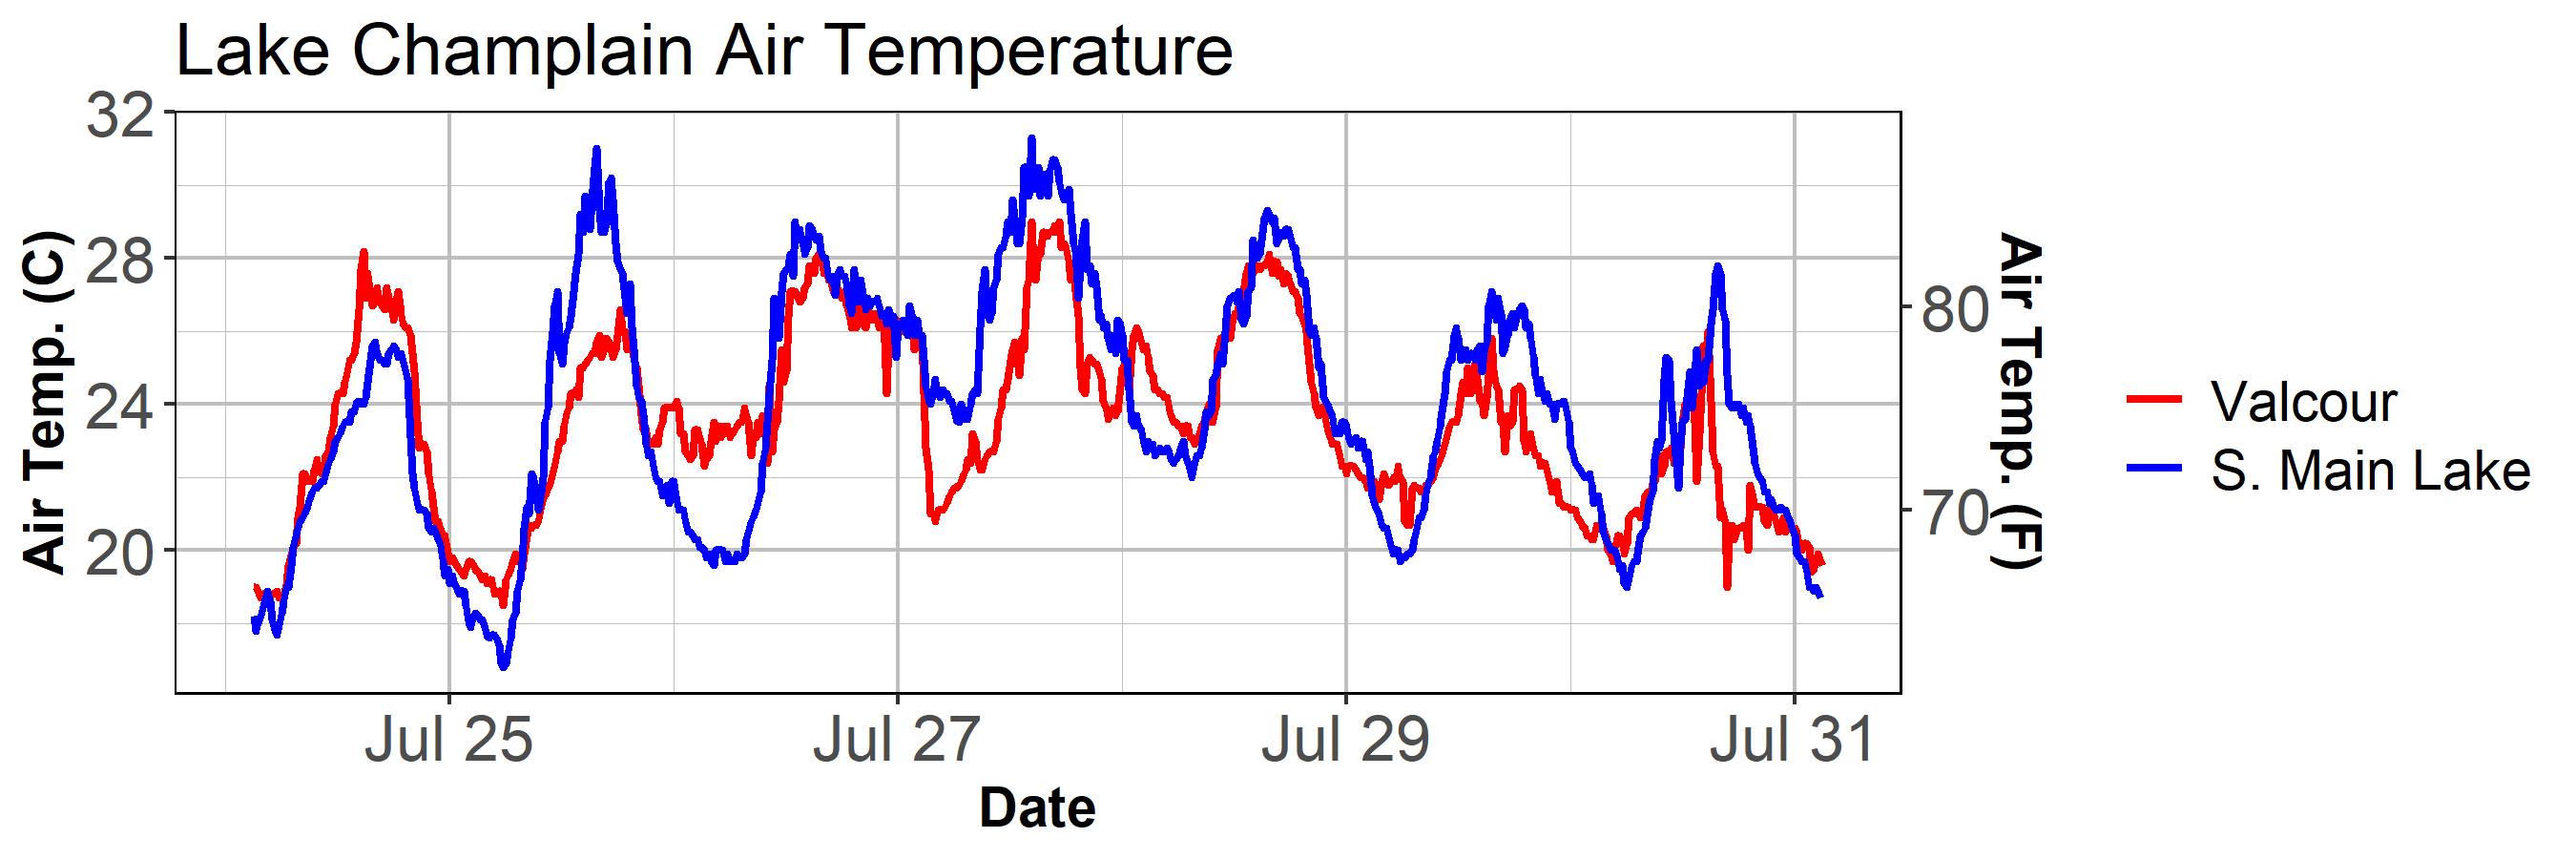 Lake Champlain Air Temperature
Air Temp. (C)
32
28
24
20
80
70
Air Temp. (F)
Jul 25
Jul 27
Jul 29
Jul 31
Date
Valcour
S. Main Lake